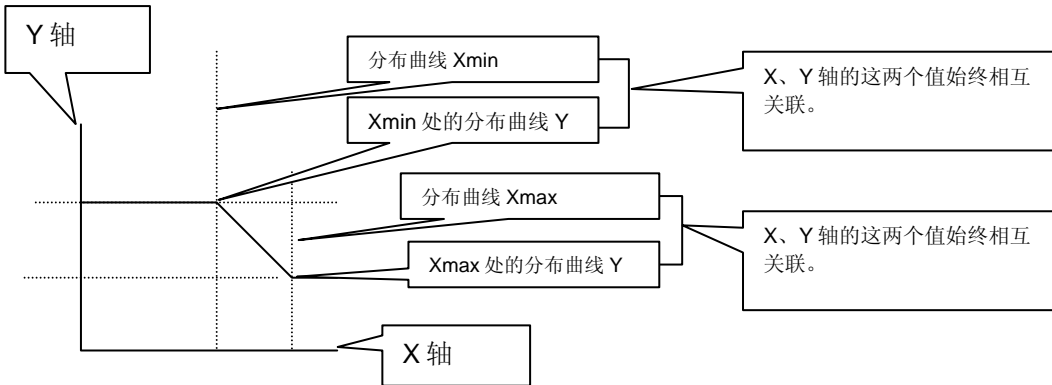 Y 轴
分布曲线 Xmin
X、Y 轴的这两个值始终相互
关联。
Xmin 处的分布曲线 Y
分布曲线 Xmax
X、Y 轴的这两个值始终相互
关联。
Xmax 处的分布曲线 Y
X 轴